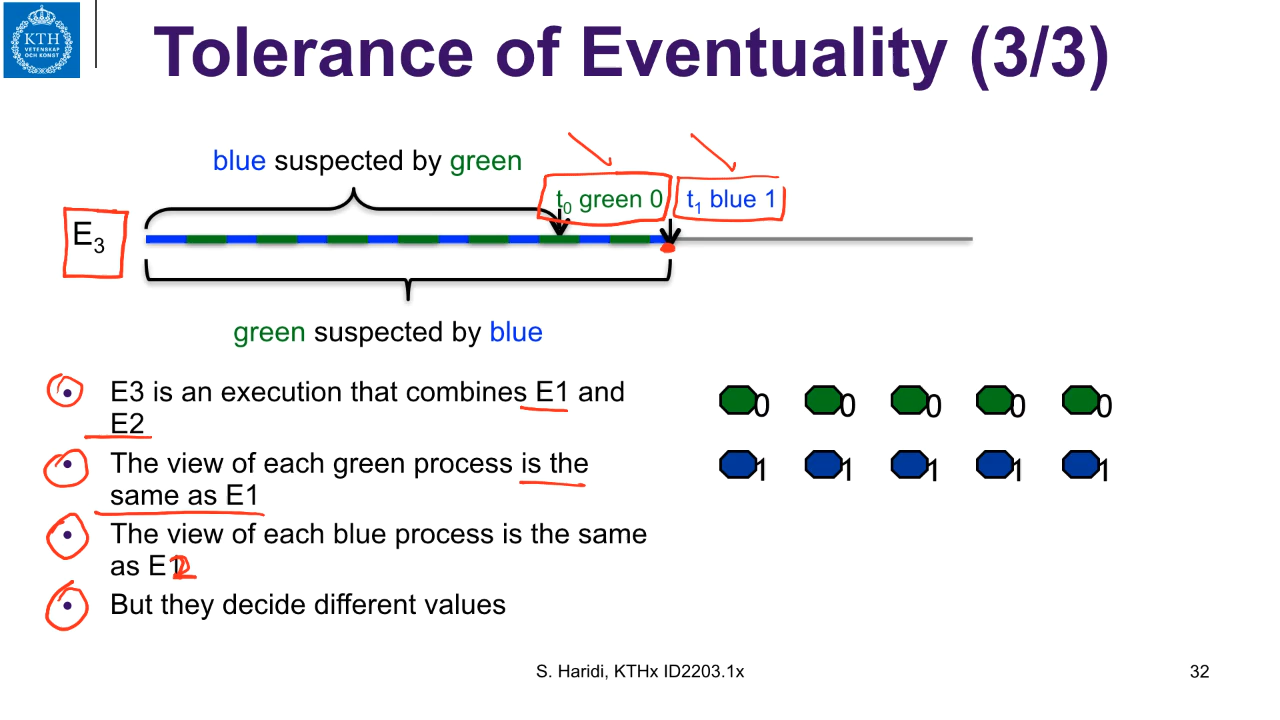 KTH
VETENSKAP
OCH KONST
Tolerance of Eventuality (3/3)
blue suspected by green
t0 green 0
t1 blue 1
E3
green suspected by blue
• E3 is an execution that combines E1 and
E2
• The view of each green process is the
same as E1
• The view of each blue process is the same
as E2
• But they decide different values
0 0 0 0 0
1 1 1 1 1
S. Haridi, KTHx ID2203.1x
32